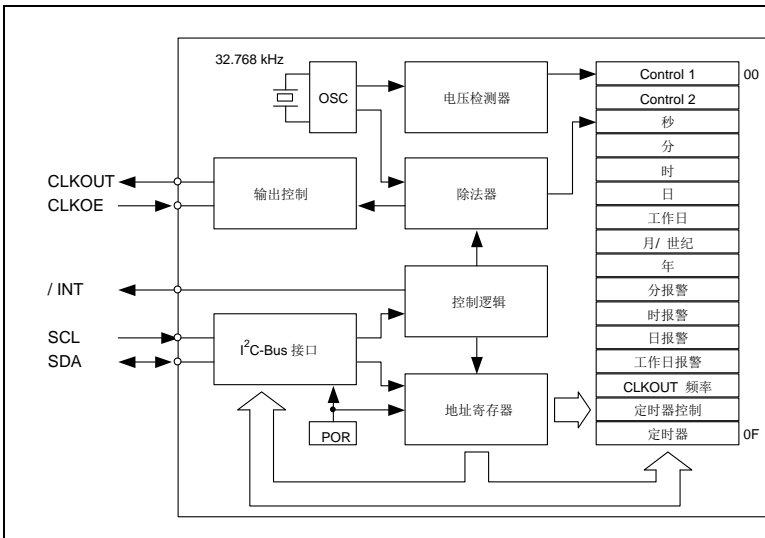 32.768 kHz
OSC
电压检测器
Control 1
00
Control 2
秒
分
时
日
工作日
月/ 世纪
年
分报警
时报警
日报警
工作日报警
CLKOUT 频率
定时器控制
定时器
0F
CLKOUT
CLKOE
输出控制
除法器
/ INT
控制逻辑
SCL
SDA
I²C-Bus 接口
地址寄存器
POR